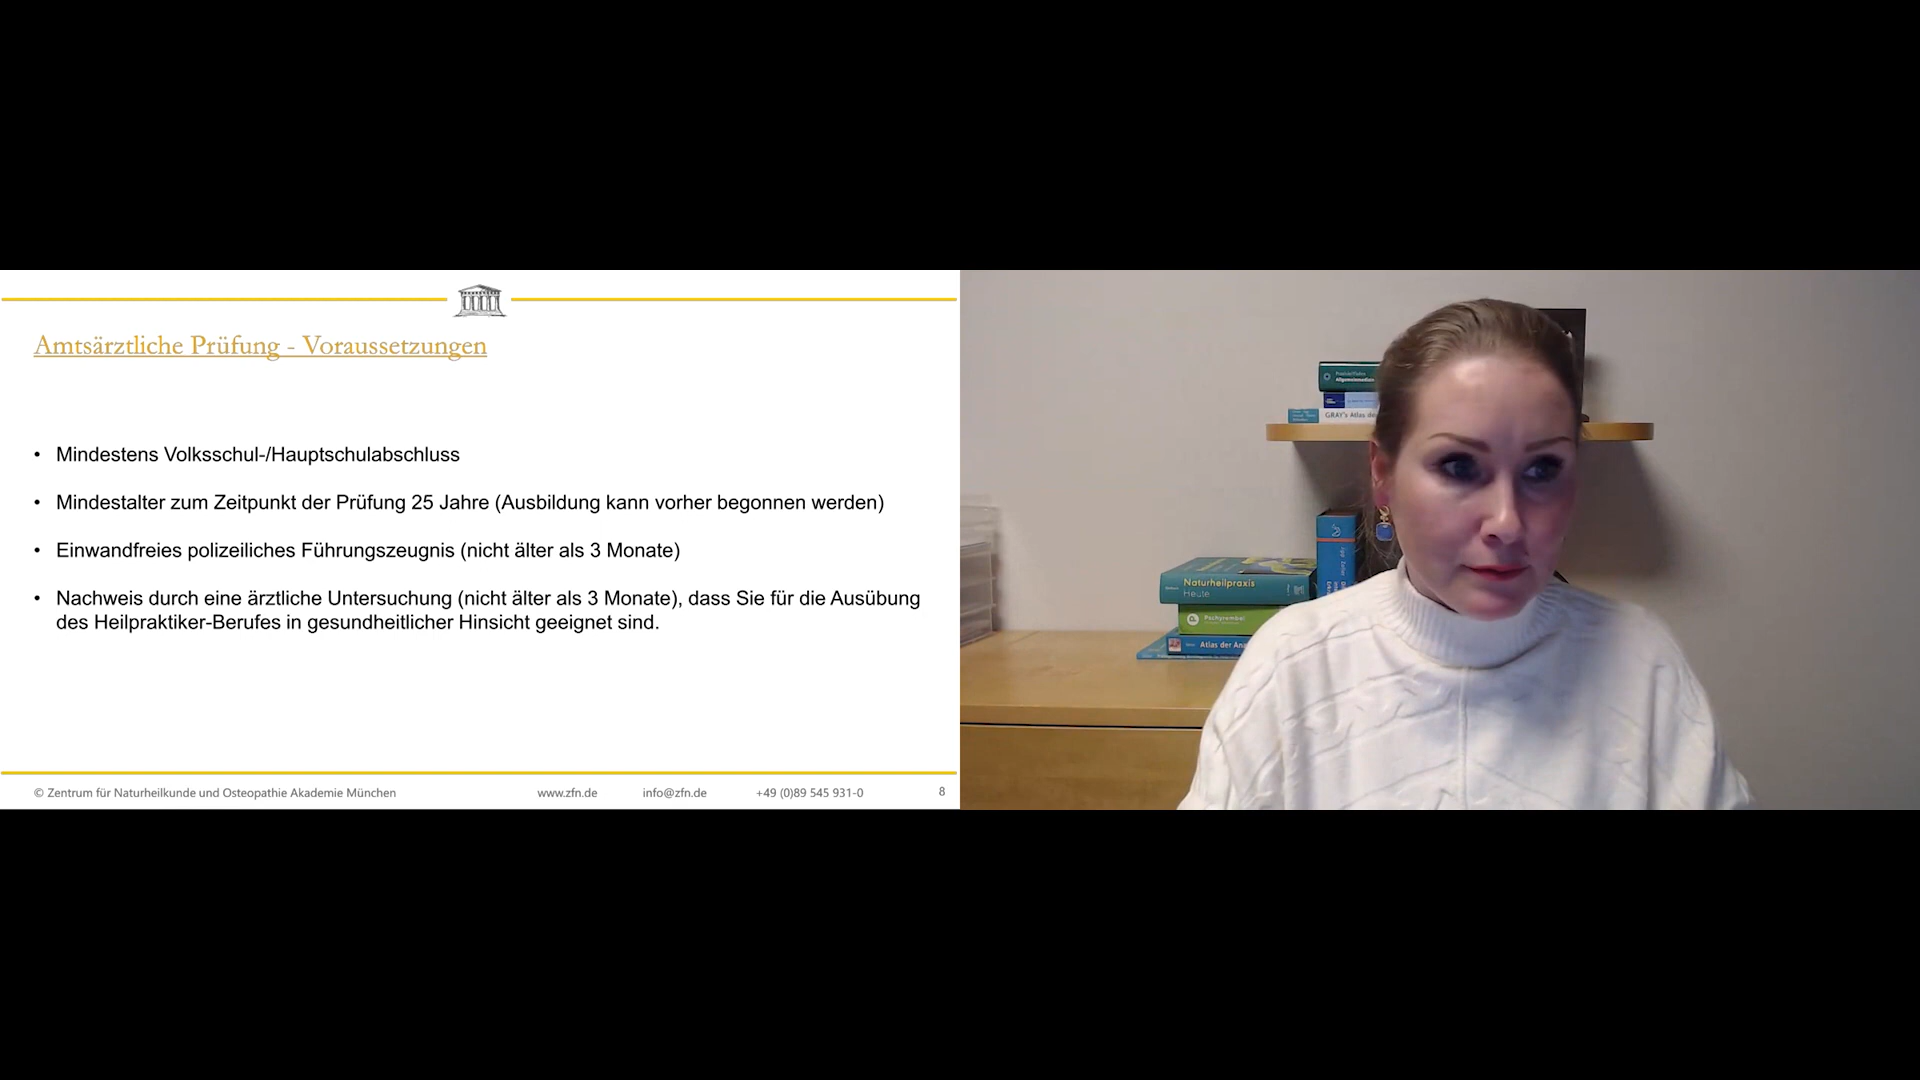 Amtsärztliche Prüfung - Voraussetzungen
• Mindestens Volksschul-/Hauptschulabschluss
• Mindestalter zum Zeitpunkt der Prüfung 25 Jahre (Ausbildung kann vorher begonnen werden)
• Einwandfreies polizeiliches Führungszeugnis (nicht älter als 3 Monate)
• Nachweis durch eine ärztliche Untersuchung (nicht älter als 3 Monate), dass Sie für die Ausübung
des Heilpraktiker-Berufes in gesundheitlicher Hinsicht geeignet sind.
© Zentrum für Naturheilkunde und Osteopathie Akademie München www.zfn.de info@zfn.de +49 (0)89 545 931-0 8
Allgemeinmedizin
GRAY's Atlas der
Naturheilpraxis
Heute
Pschyrembel
Atlas der Ana